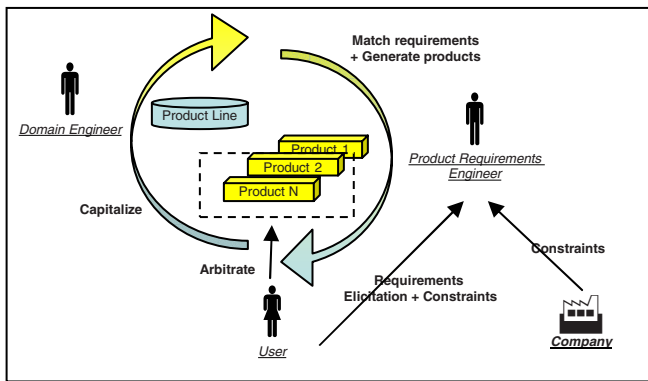 Match requirements
+ Generate products
Domain Engineer
Product Line
Product 1
Product 2
Product N
Product Requirements
Engineer
Capitalize
Arbitrate
Constraints
Requirements
Elicitation + Constraints
User
Company